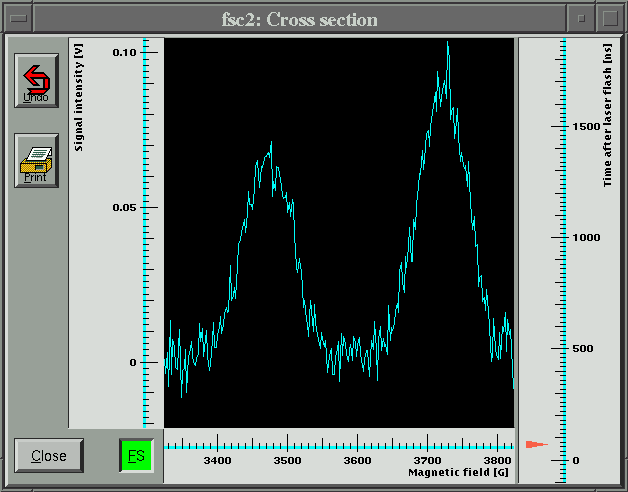 fsc2: Cross section
Undo
Print
Signal intensity [V]
0.10
0.05
0
Time after laser flash [ns]
1500
1000
500
0
3400 3500 3600 3700 3800
Magnetic field [G]
Close
FS